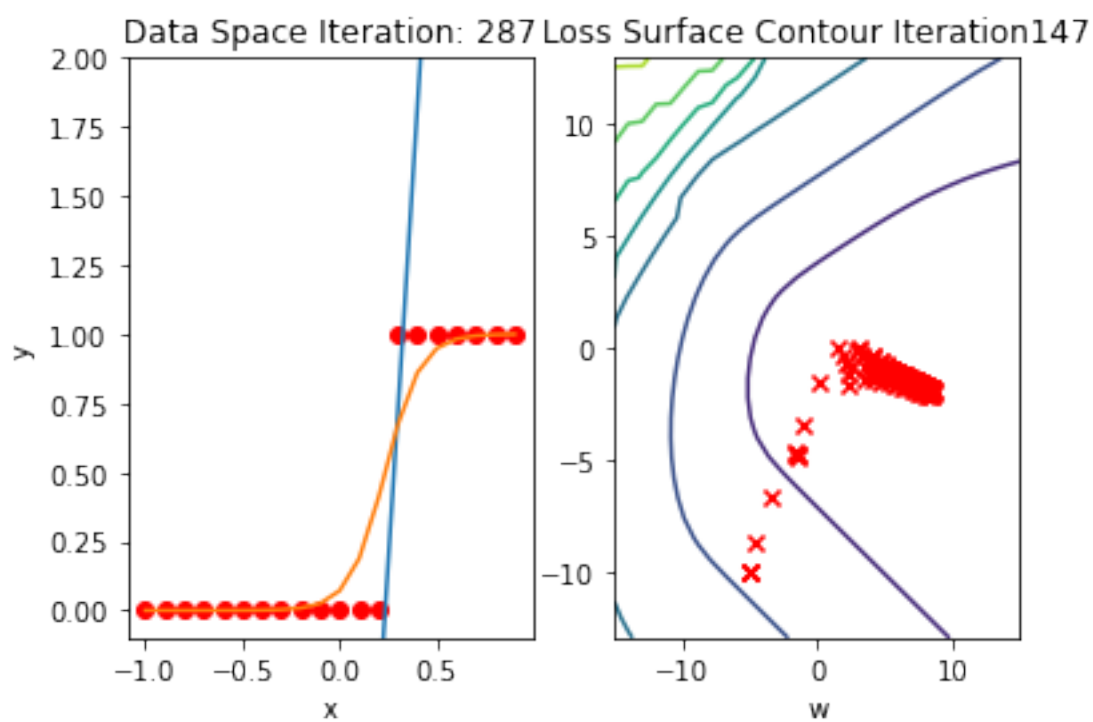 Data Space Iteration: 287
2.00
1.75
1.50
1.25
1.00
0.75
0.50
0.25
0.00
y
−1.0 −0.5 0.0 0.5
x
Loss Surface Contour Iteration147
10
5
0
−5
−10
−10 0 10
w